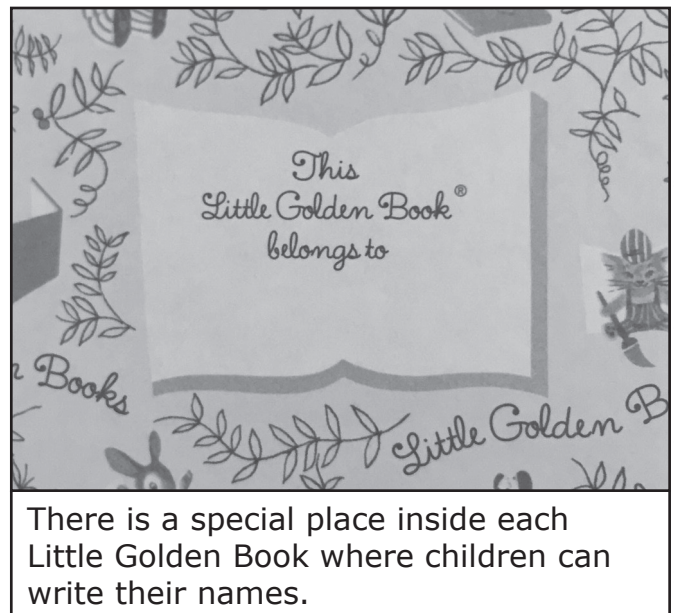 This
Little Golden Book®
belongs to
Books
Little Golden B
There is a special place inside each
Little Golden Book where children can
write their names.